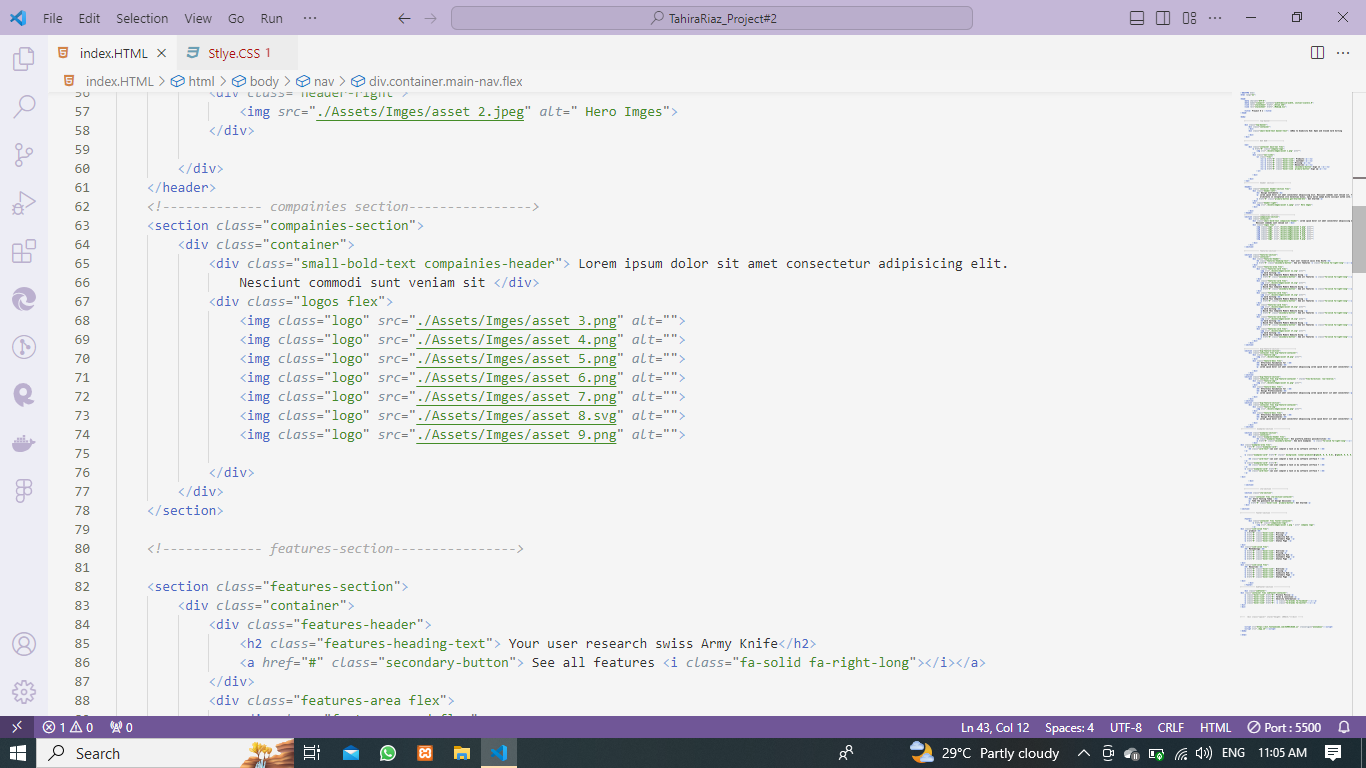 File Edit Selection View Go Run ··· TahiraRiaz_Project#2
index.HTML Stlye.CSS 1
index.HTML > html > body > nav > div.container.main-nav.flex
56 <div class="header-right">
57 <img src="./Assets/Imges/asset 2.jpeg" alt=" Hero Imges">
58 </div>
59
60 </div>
61 </header>
62 <!------------- compainies section---------------->
63 <section class="compainies-section">
64 <div class="container">
65 <div class="small-bold-text compainies-header"> Lorem ipsum dolor sit amet consectetur adipisicing elit.
66 Nesciunt commodi sunt veniam sit </div>
67 <div class="logos flex">
68 <img class="logo" src="./Assets/Imges/asset 3.png" alt="">
69 <img class="logo" src="./Assets/Imges/asset 4.png" alt="">
70 <img class="logo" src="./Assets/Imges/asset 5.png" alt="">
71 <img class="logo" src="./Assets/Imges/asset 6.png" alt="">
72 <img class="logo" src="./Assets/Imges/asset 7.png" alt="">
73 <img class="logo" src="./Assets/Imges/asset 8.svg" alt="">
74 <img class="logo" src="./Assets/Imges/asset 9.png" alt="">
75
76 </div>
77 </div>
78 </section>
79
80 <!------------- features-section---------------->
81
82 <section class="features-section">
83 <div class="container">
84 <div class="features-header">
85 <h2 class="features-heading-text"> Your user research swiss Army Knife</h2>
86 <a href="#" class="secondary-button"> See all features <i class="fa-solid fa-right-long"></i></a>
87 </div>
88 <div class="features-area flex">
1 0 0 Ln 43, Col 12 Spaces: 4 UTF-8 CRLF HTML Port : 5500
Search 29°C Partly cloudy ENG 11:05 AM